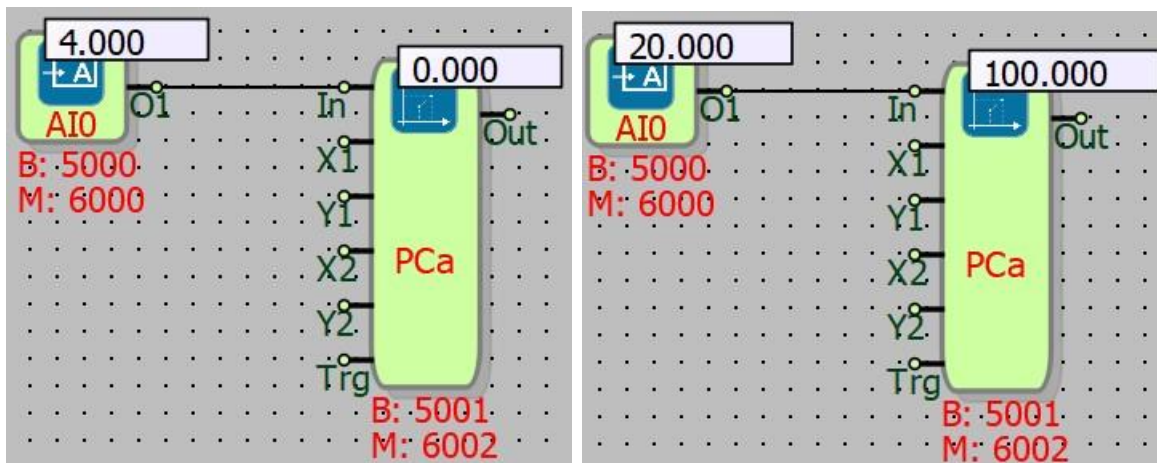 4.000
0.000
O1
In
AI0
Out
B: 5000
X1
M: 6000
Y1
PCa
X2
Y2
Trg
B: 5001
M: 6002
20.000
100.000
O1
In
AI0
Out
B: 5000
X1
M: 6000
Y1
PCa
X2
Y2
Trg
B: 5001
M: 6002